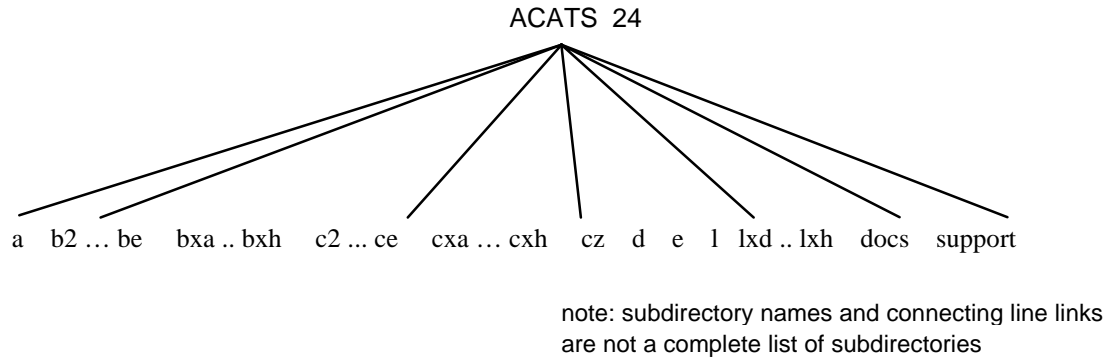 ACATS 24
a b2 … be bxa .. bxh c2 ... ce cxa … cxh cz d e l lxd .. lxh docs support
note: subdirectory names and connecting line links
are not a complete list of subdirectories